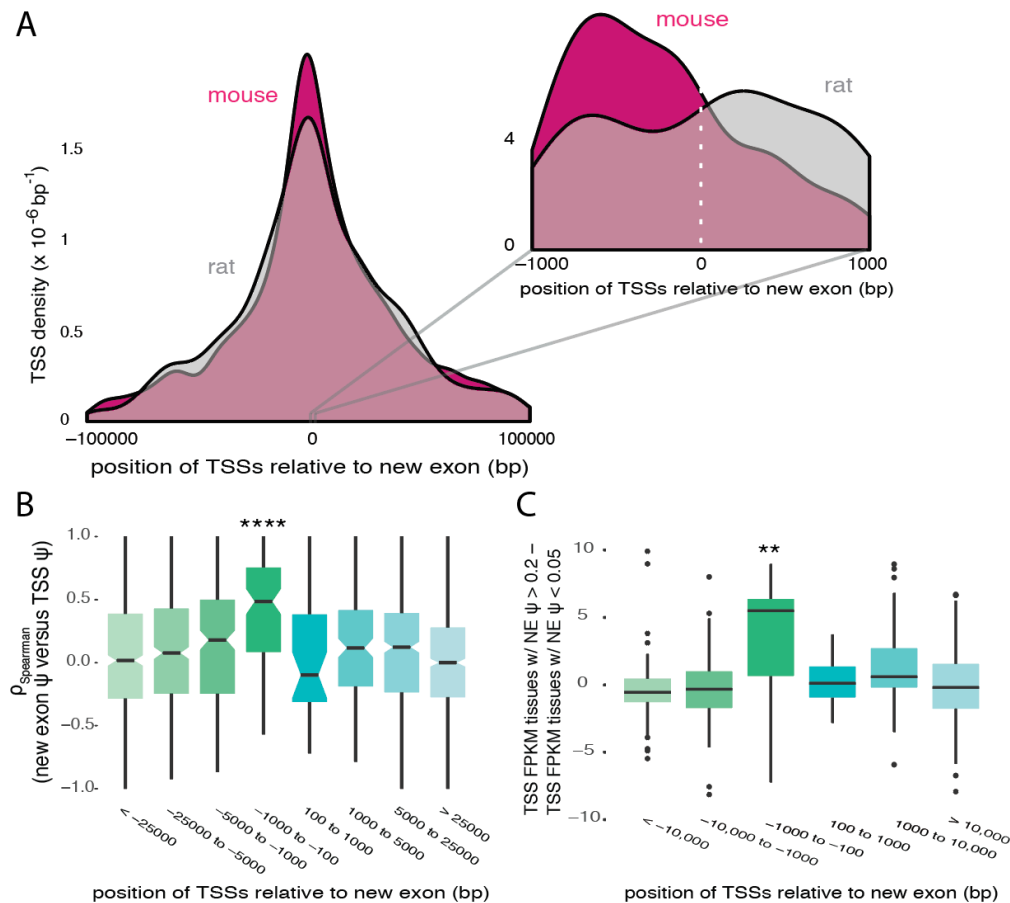 A
mouse
rat
TSS density (x 10⁻⁶ bp⁻¹)
1.5
1
0.5
0
−100000
0
100000
position of TSSs relative to new exon (bp)
mouse
rat
4
0
−1000
0
1000
position of TSSs relative to new exon (bp)
B
ρSpearman
(new exon ψ versus TSS ψ)
1.0
0.5
0.0
−0.5
−1.0
****
< −25000
−25000 to −5000
−5000 to −1000
−1000 to −100
100 to 1000
1000 to 5000
5000 to 25000
> 25000
position of TSSs relative to new exon (bp)
C
TSS FPKM tissues w/ NE ψ > 0.2 −
TSS FPKM tissues w/ NE ψ < 0.05
10
5
0
−5
−10
**
< −10,000
−10,000 to −1000
−1000 to −100
100 to 1000
1000 to 10,000
> 10,000
position of TSSs relative to new exon (bp)